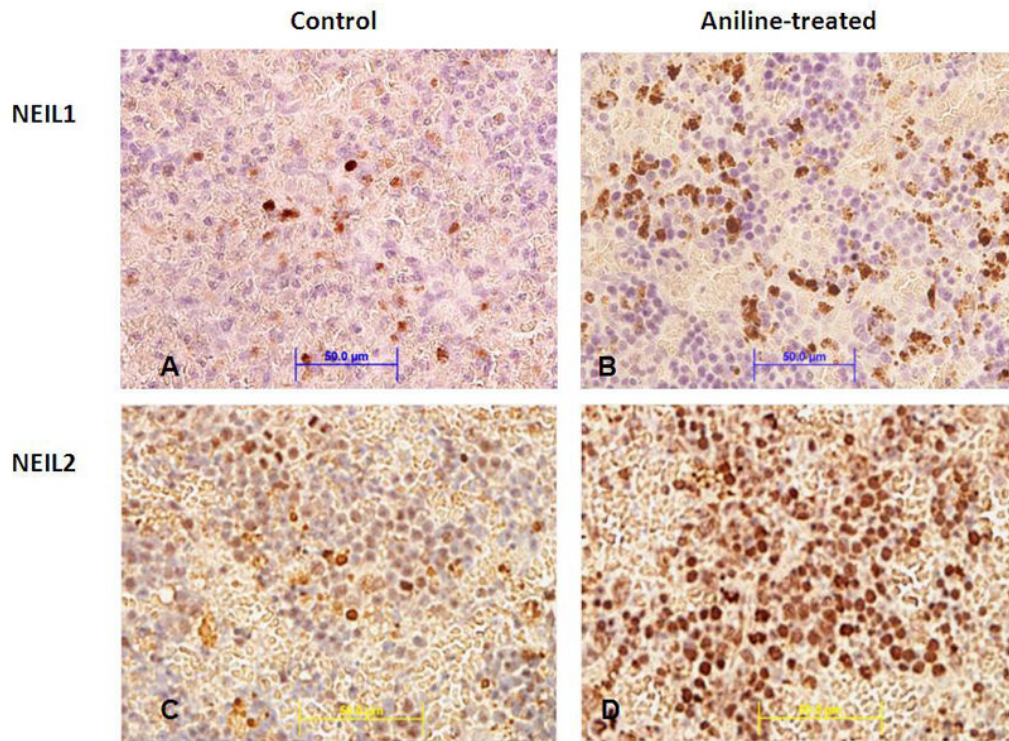 Control
Aniline-treated
NEIL1
A
50.0 µm
B
50.0 µm
NEIL2
C
D